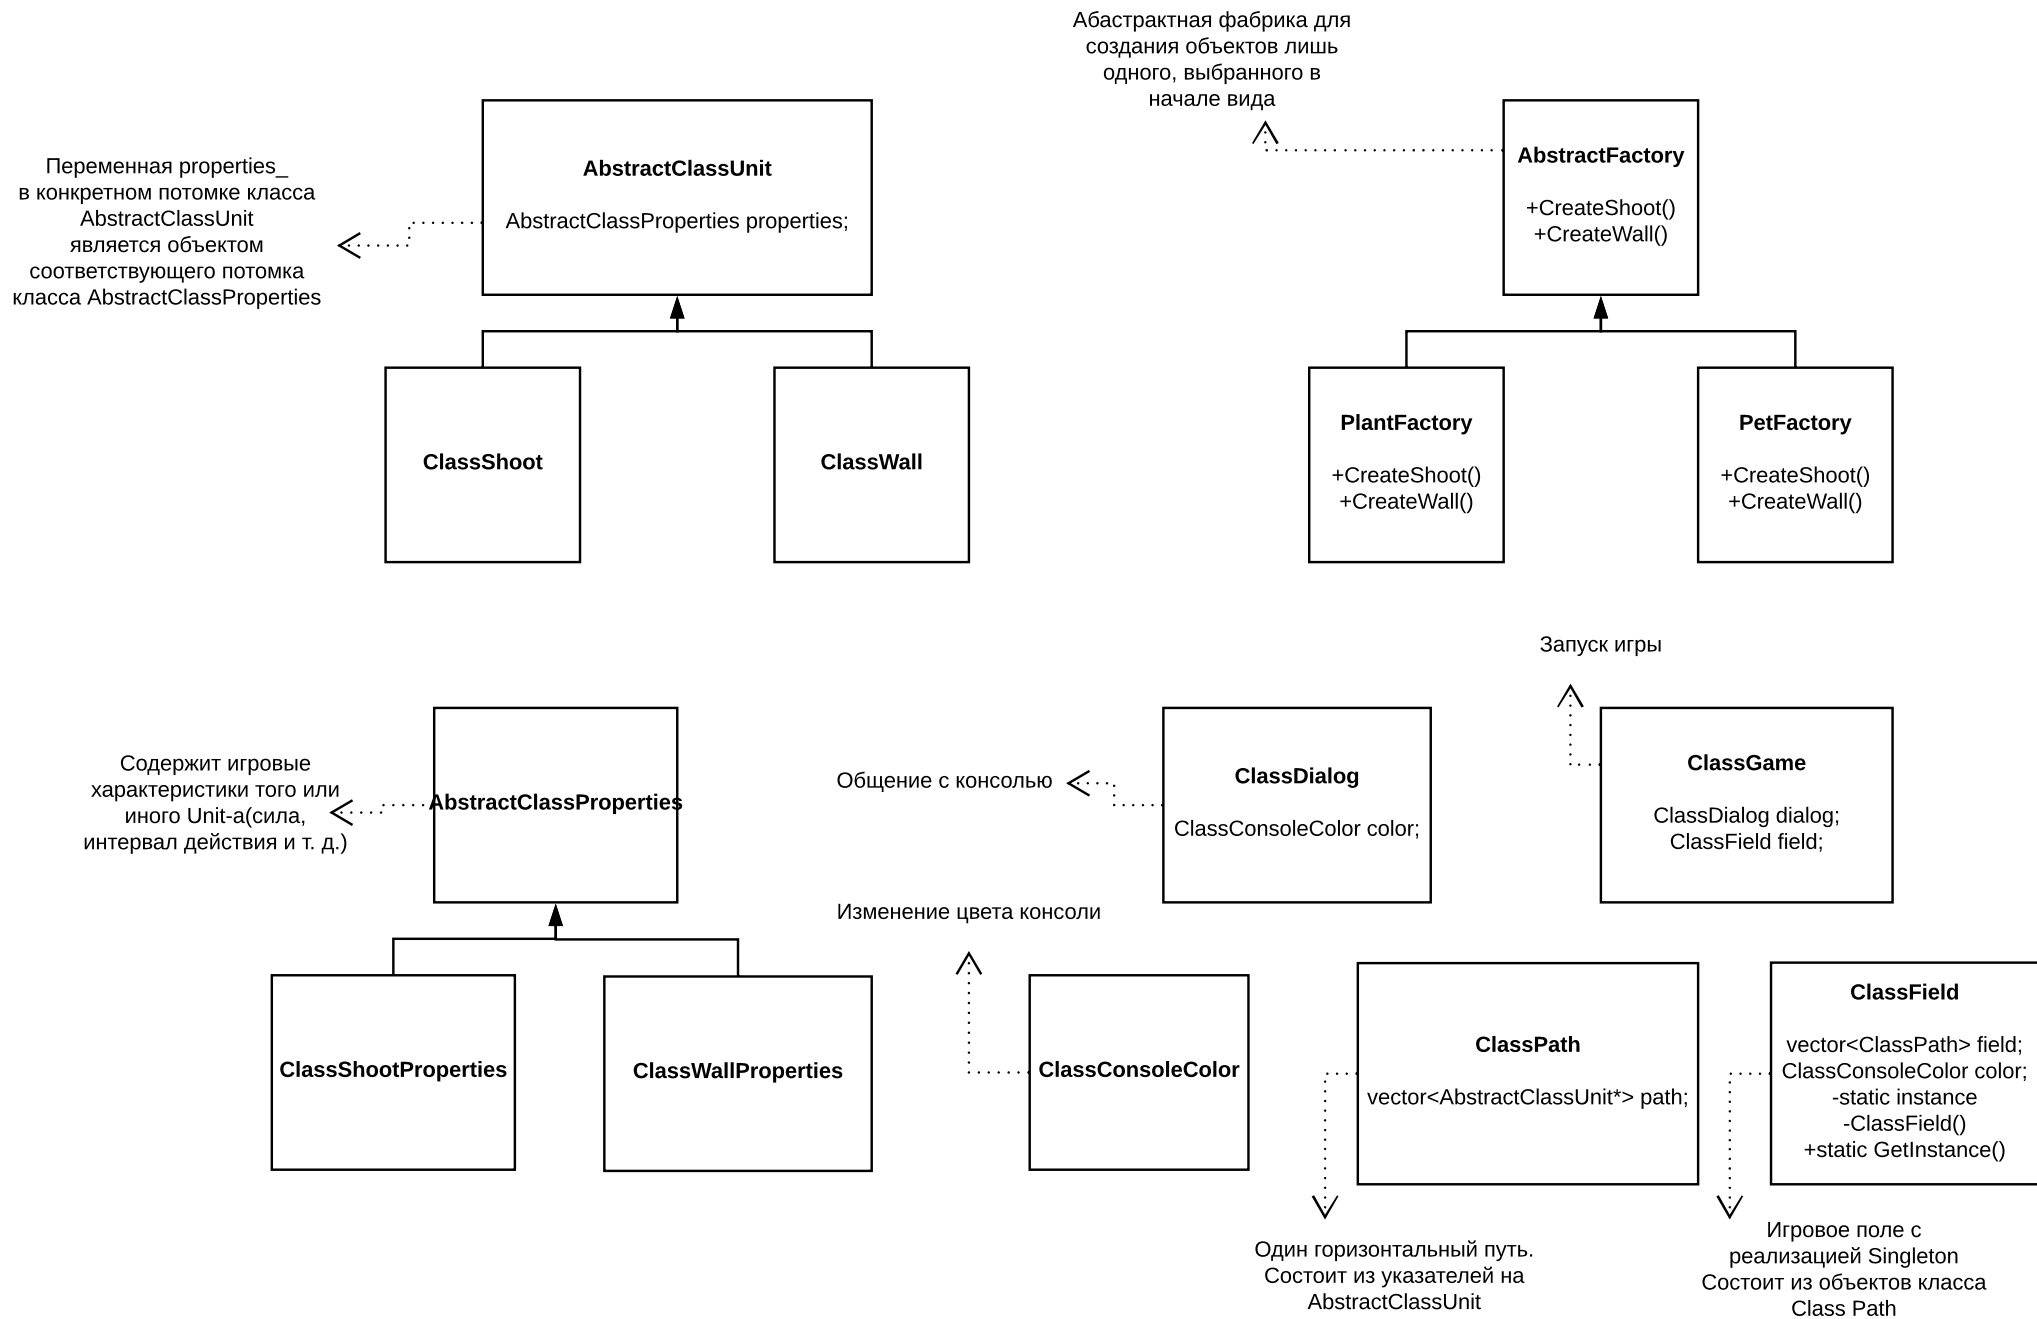 Абастрактная фабрика для
создания объектов лишь
одного, выбранного в
начале вида
AbstractClassUnit
AbstractClassProperties properties;
Переменная properties_
в конкретном потомке класса
AbstractClassUnit
является объектом
соответствующего потомка
класса AbstractClassProperties
AbstractFactory
+CreateShoot()
+CreateWall()
ClassShoot
ClassWall
PlantFactory
+CreateShoot()
+CreateWall()
PetFactory
+CreateShoot()
+CreateWall()
Запуск игры
Содержит игровые
характеристики того или
иного Unit-а(сила,
интервал действия и т. д.)
AbstractClassProperties
Общение с консолью
ClassDialog
ClassConsoleColor color;
ClassGame
ClassDialog dialog;
ClassField field;
Изменение цвета консоли
ClassShootProperties
ClassWallProperties
ClassConsoleColor
ClassPath
vector<AbstractClassUnit*> path;
ClassField
vector<ClassPath> field;
ClassConsoleColor color;
-static instance
-ClassField()
+static GetInstance()
Один горизонтальный путь.
Состоит из указателей на
AbstractClassUnit
Игровое поле с
реализацией Singleton
Состоит из объектов класса
Class Path